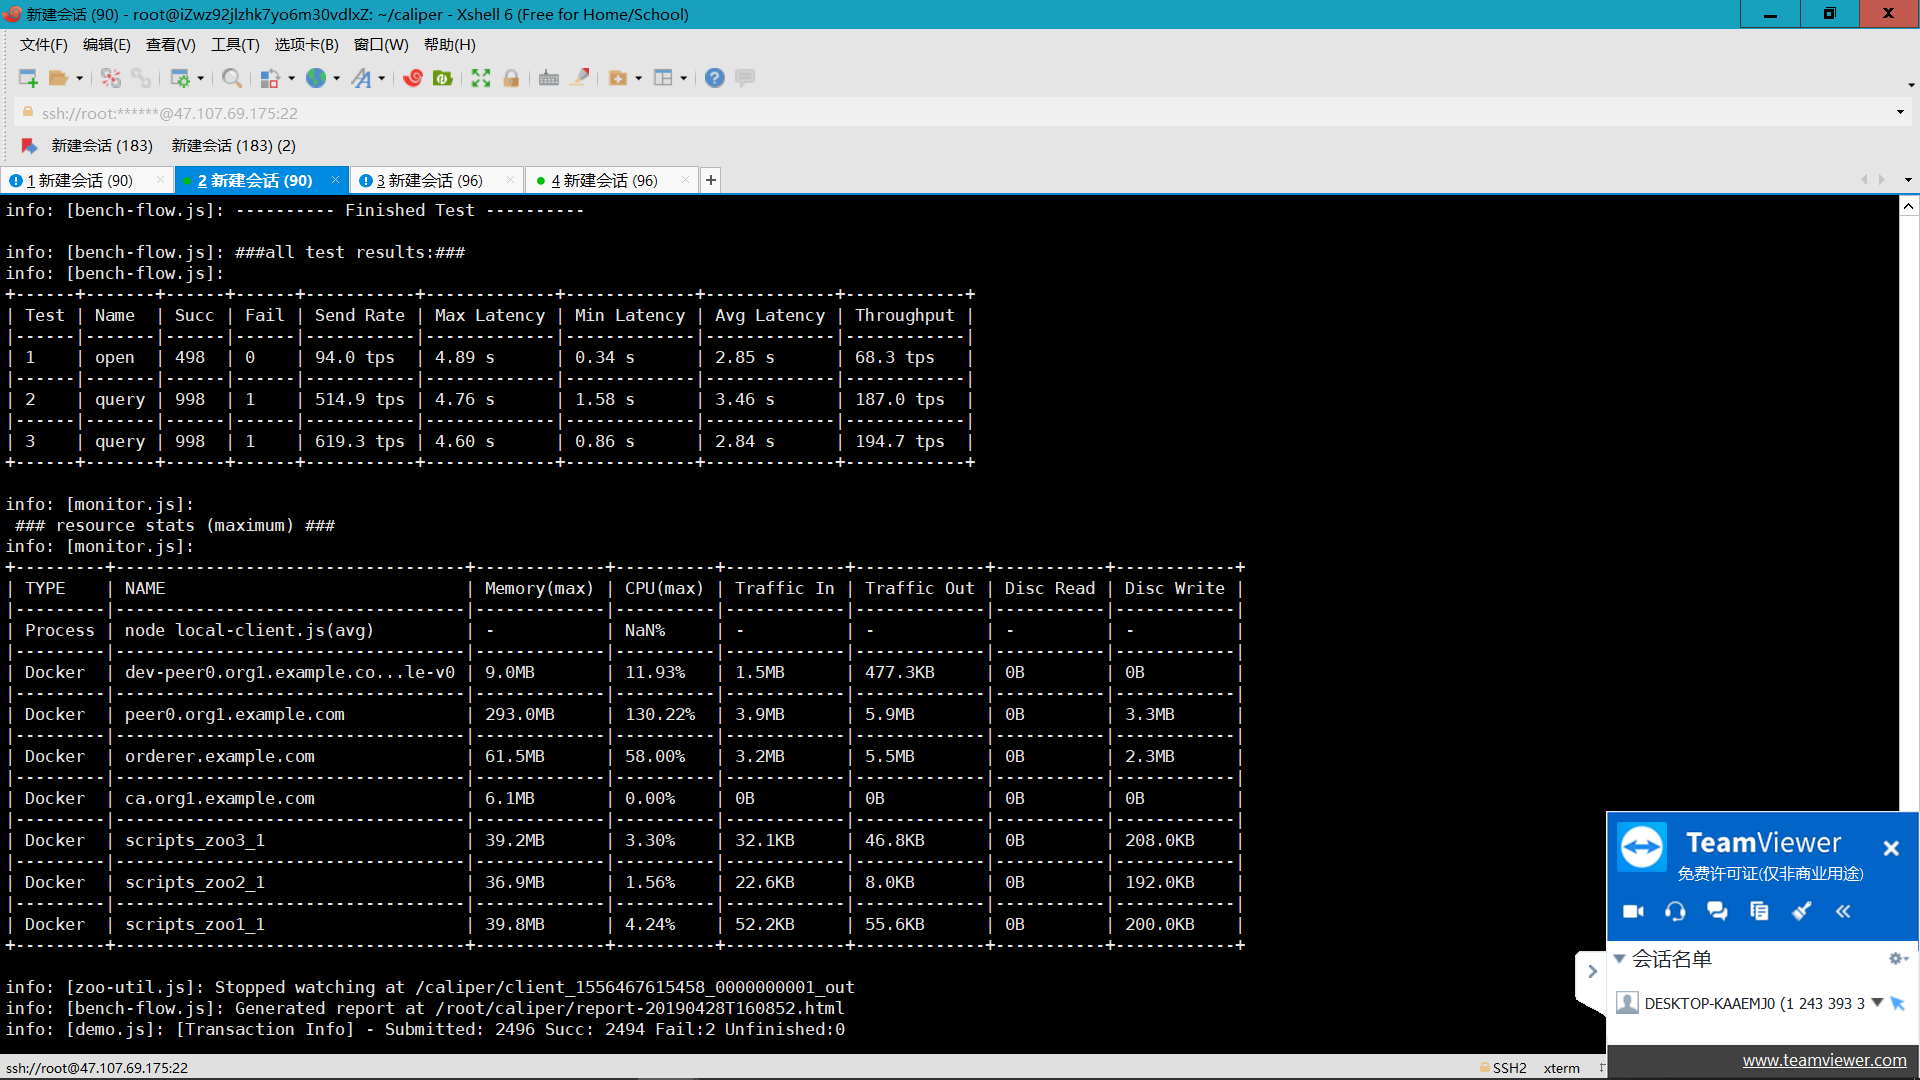 新建会话 (90) - root@iZwz92jlzhk7yo6m30vdlxZ: ~/caliper - Xshell 6 (Free for Home/School)
文件(F) 编辑(E) 查看(V) 工具(T) 选项卡(B) 窗口(W) 帮助(H)
ssh://root:******@47.107.69.175:22
新建会话 (183) 新建会话 (183) (2)
1 新建会话 (90) 2 新建会话 (90) 3 新建会话 (96) 4 新建会话 (96)
info: [bench-flow.js]: ---------- Finished Test ----------
info: [bench-flow.js]: ###all test results:###
info: [bench-flow.js]:
+------+-------+------+------+-----------+-------------+-------------+-------------+------------+
| Test | Name | Succ | Fail | Send Rate | Max Latency | Min Latency | Avg Latency | Throughput |
|------|-------|------|------|-----------|-------------|-------------|-------------|------------|
| 1 | open | 498 | 0 | 94.0 tps | 4.89 s | 0.34 s | 2.85 s | 68.3 tps |
|------|-------|------|------|-----------|-------------|-------------|-------------|------------|
| 2 | query | 998 | 1 | 514.9 tps | 4.76 s | 1.58 s | 3.46 s | 187.0 tps |
|------|-------|------|------|-----------|-------------|-------------|-------------|------------|
| 3 | query | 998 | 1 | 619.3 tps | 4.60 s | 0.86 s | 2.84 s | 194.7 tps |
+------+-------+------+------+-----------+-------------+-------------+-------------+------------+
info: [monitor.js]:
### resource stats (maximum) ###
info: [monitor.js]:
+---------+-----------------------------------+-------------+----------+------------+-------------+-----------+------------+
| TYPE | NAME | Memory(max) | CPU(max) | Traffic In | Traffic Out | Disc Read | Disc Write |
|---------|-----------------------------------|-------------|----------|------------|-------------|-----------|------------|
| Process | node local-client.js(avg) | - | NaN% | - | - | - | - |
|---------|-----------------------------------|-------------|----------|------------|-------------|-----------|------------|
| Docker | dev-peer0.org1.example.co...le-v0 | 9.0MB | 11.93% | 1.5MB | 477.3KB | 0B | 0B |
|---------|-----------------------------------|-------------|----------|------------|-------------|-----------|------------|
| Docker | peer0.org1.example.com | 293.0MB | 130.22% | 3.9MB | 5.9MB | 0B | 3.3MB |
|---------|-----------------------------------|-------------|----------|------------|-------------|-----------|------------|
| Docker | orderer.example.com | 61.5MB | 58.00% | 3.2MB | 5.5MB | 0B | 2.3MB |
|---------|-----------------------------------|-------------|----------|------------|-------------|-----------|------------|
| Docker | ca.org1.example.com | 6.1MB | 0.00% | 0B | 0B | 0B | 0B |
|---------|-----------------------------------|-------------|----------|------------|-------------|-----------|------------|
| Docker | scripts_zoo3_1 | 39.2MB | 3.30% | 32.1KB | 46.8KB | 0B | 208.0KB |
|---------|-----------------------------------|-------------|----------|------------|-------------|-----------|------------|
| Docker | scripts_zoo2_1 | 36.9MB | 1.56% | 22.6KB | 8.0KB | 0B | 192.0KB |
|---------|-----------------------------------|-------------|----------|------------|-------------|-----------|------------|
| Docker | scripts_zoo1_1 | 39.8MB | 4.24% | 52.2KB | 55.6KB | 0B | 200.0KB |
+---------+-----------------------------------+-------------+----------+------------+-------------+-----------+------------+
info: [zoo-util.js]: Stopped watching at /caliper/client_1556467615458_0000000001_out
info: [bench-flow.js]: Generated report at /root/caliper/report-20190428T160852.html
info: [demo.js]: [Transaction Info] - Submitted: 2496 Succ: 2494 Fail:2 Unfinished:0
TeamViewer
免费许可证(仅非商业用途)
会话名单
DESKTOP-KAAEMJ0 (1 243 393 3
www.teamviewer.com
ssh://root@47.107.69.175:22 SSH2 xterm